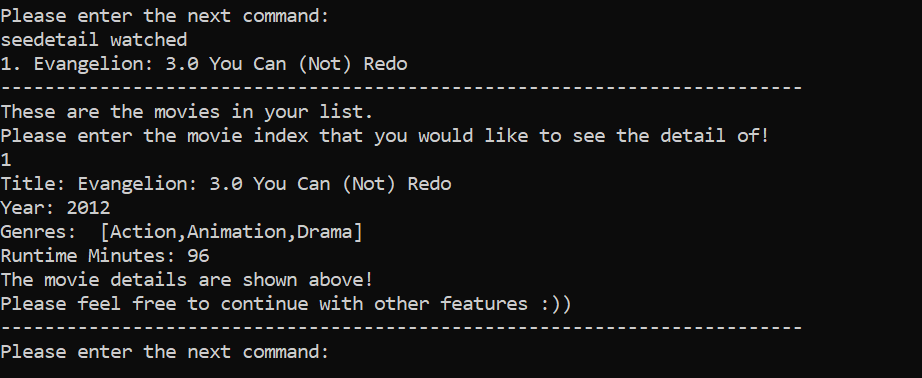 Please enter the next command:
seedetail watched
1. Evangelion: 3.0 You Can (Not) Redo
-------------------------------------------------------------------------
These are the movies in your list.
Please enter the movie index that you would like to see the detail of!
1
Title: Evangelion: 3.0 You Can (Not) Redo
Year: 2012
Genres:  [Action,Animation,Drama]
Runtime Minutes: 96
The movie details are shown above!
Please feel free to continue with other features :))
-------------------------------------------------------------------------
Please enter the next command: